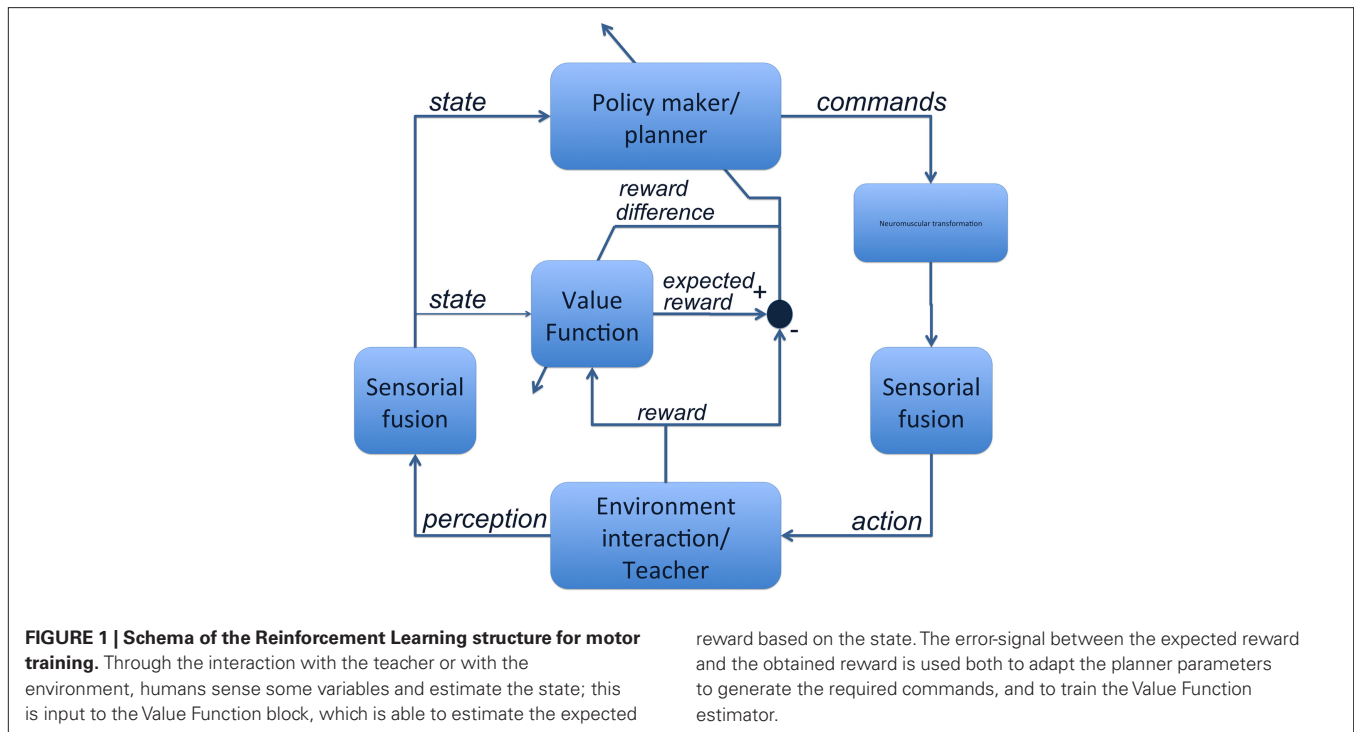 Policy maker/
planner
state
commands
reward
difference
Neuromuscular transformation
state
Value
Function
expected
reward
+
-
Sensorial
fusion
Sensorial
fusion
reward
perception
Environment
interaction/
Teacher
action
FIGURE 1 | Schema of the Reinforcement Learning structure for motor
training. Through the interaction with the teacher or with the
environment, humans sense some variables and estimate the state; this
is input to the Value Function block, which is able to estimate the expected
reward based on the state. The error-signal between the expected reward
and the obtained reward is used both to adapt the planner parameters
to generate the required commands, and to train the Value Function
estimator.